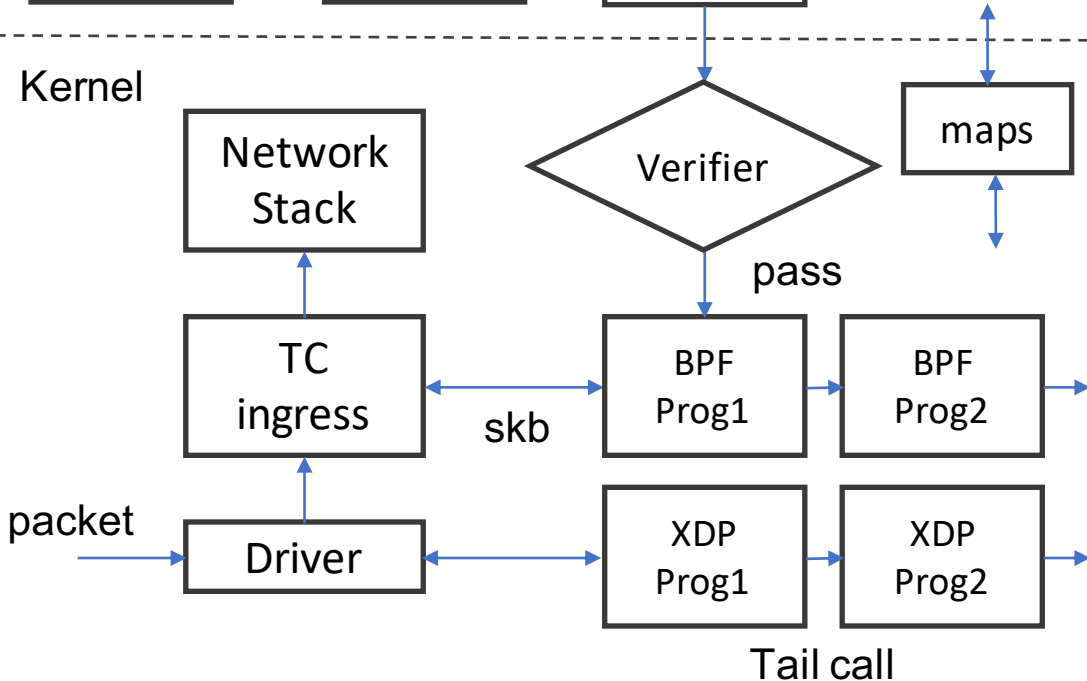 Kernel
Network
Stack
Verifier
maps
pass
TC
ingress
skb
BPF
Prog1
BPF
Prog2
packet
Driver
XDP
Prog1
XDP
Prog2
Tail call